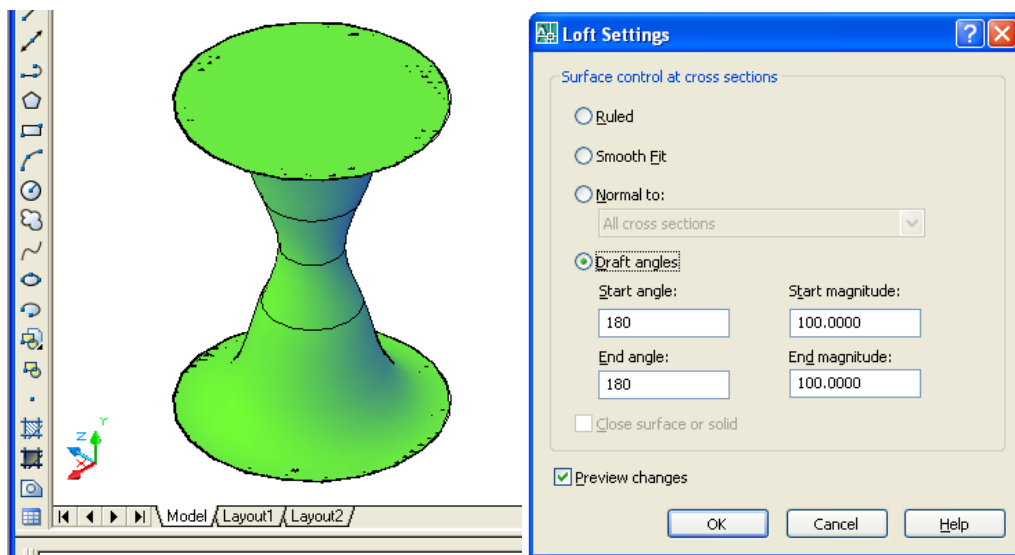 Y
Z
Model
Layout1
Layout2
Loft Settings
Surface control at cross sections
Ruled
Smooth Fit
Normal to:
All cross sections
Draft angles
Start angle: Start magnitude:
180 100.0000
End angle: End magnitude:
180 100.0000
Close surface or solid
Preview changes
OK Cancel Help